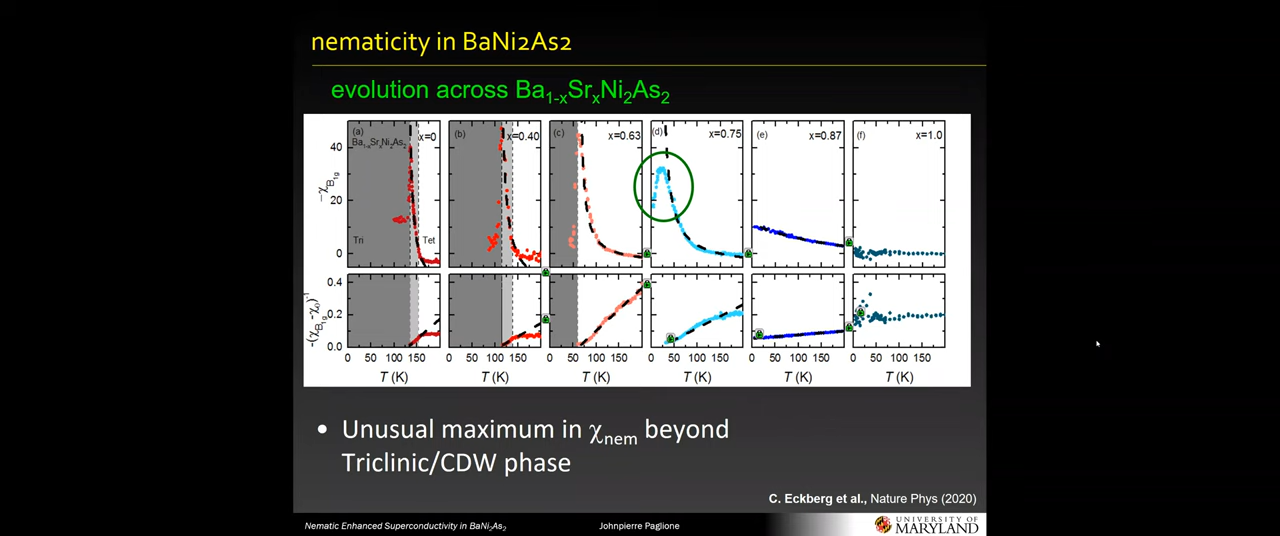 nematicity in BaNi2As2
evolution across Ba1-xSrxNi2As2
(a) x=0
Ba1-xSrxNi2As2
Tri Tet
(b) x=0.40
(c) x=0.63
(d) x=0.75
(e) x=0.87
(f) x=1.0
-χB1g
40
20
0
-(χB1g-χ0)-1
0.4
0.2
0.0
0 50 100 150 0 50 100 150 0 50 100 150 0 50 100 150 0 50 100 150 0 50 100 150
T (K) T (K) T (K) T (K) T (K) T (K)
• Unusual maximum in χnem beyond
Triclinic/CDW phase
C. Eckberg et al., Nature Phys (2020)
Nematic Enhanced Superconductivity in BaNi2As2 Johnpierre Paglione
UNIVERSITY OF
MARYLAND